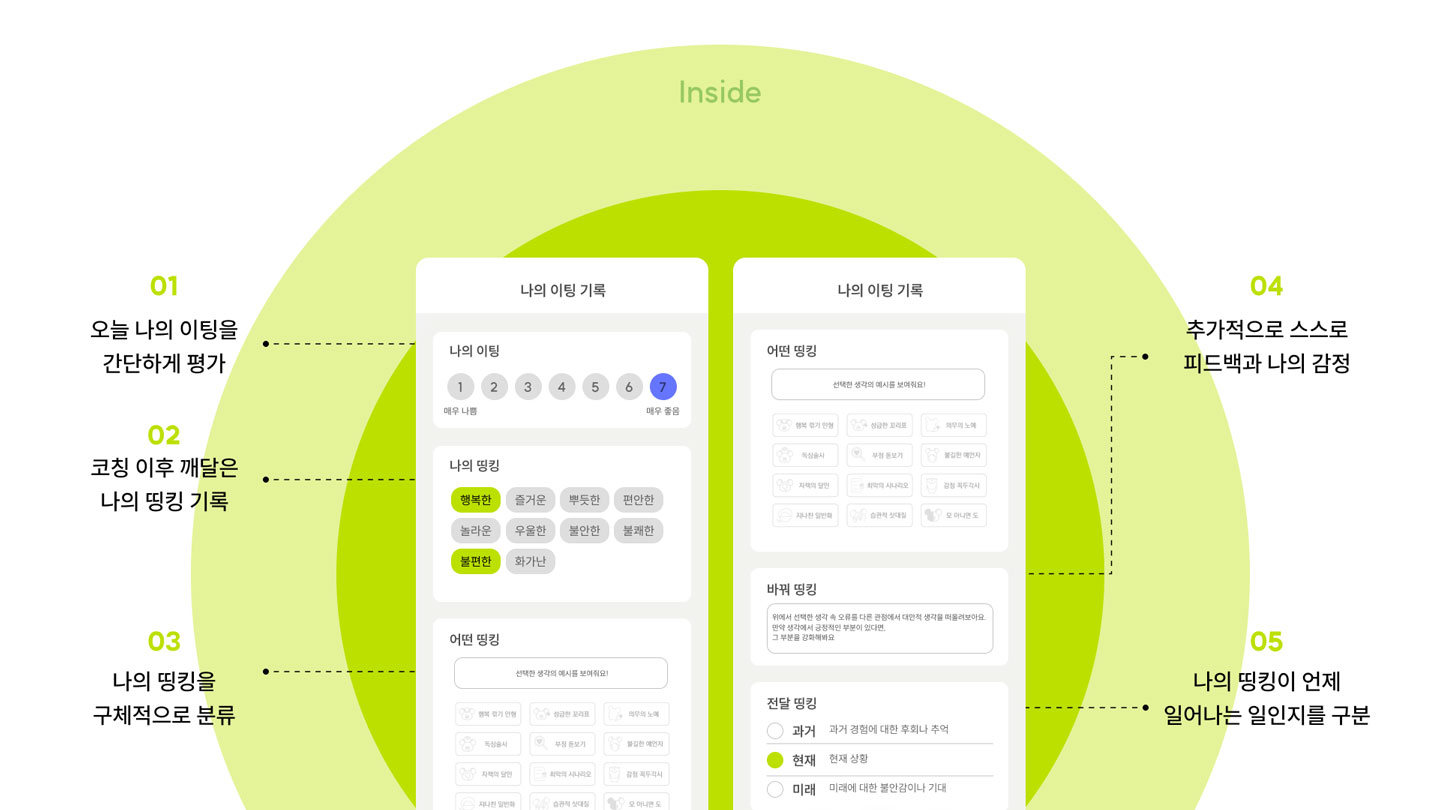 Inside
01
오늘 나의 이팅을
간단하게 평가
02
코칭 이후 깨달은
나의 띵킹 기록
03
나의 띵킹을
구체적으로 분류
나의 이팅 기록
나의 이팅
1 2 3 4 5 6 7
매우 나쁨 매우 좋음
나의 띵킹
행복한 즐거운 뿌듯한 편안한
놀라운 우울한 불안한 불쾌한
불편한 화가난
어떤 띵킹
선택한 생각의 예시를 보여줘요!
행복 꺾기 인형 성급한 꼬리표 의무의 노예
독심술사 부정 돋보기 불길한 예언자
자책의 달인 최악의 시나리오 감정 꼭두각시
지나친 일반화 습관적 삿대질 모 아니면 도
나의 이팅 기록
어떤 띵킹
선택한 생각의 예시를 보여줘요!
행복 꺾기 인형 성급한 꼬리표 의무의 노예
독심술사 부정 돋보기 불길한 예언자
자책의 달인 최악의 시나리오 감정 꼭두각시
지나친 일반화 습관적 삿대질 모 아니면 도
바꿔 띵킹
위에서 선택한 생각 속 오류를 다른 관점에서 대안적 생각을 떠올려보아요.
만약 생각에서 긍정적인 부분이 있다면,
그 부분을 강화해봐요
전달 띵킹
과거 과거 경험에 대한 후회나 추억
현재 현재 상황
미래 미래에 대한 불안감이나 기대
04
추가적으로 스스로
피드백과 나의 감정
05
나의 띵킹이 언제
일어나는 일인지를 구분